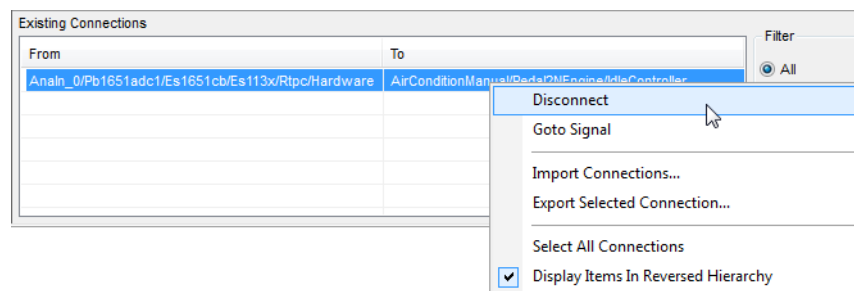 Existing Connections
Filter
From To
All
AnaIn_0/Pb1651adc1/Es1651cb/Es113x/Rtpc/Hardware AirConditionManual/Pedal2NEngine/IdleController
Disconnect
Goto Signal
Import Connections...
Export Selected Connection...
Select All Connections
Display Items In Reversed Hierarchy